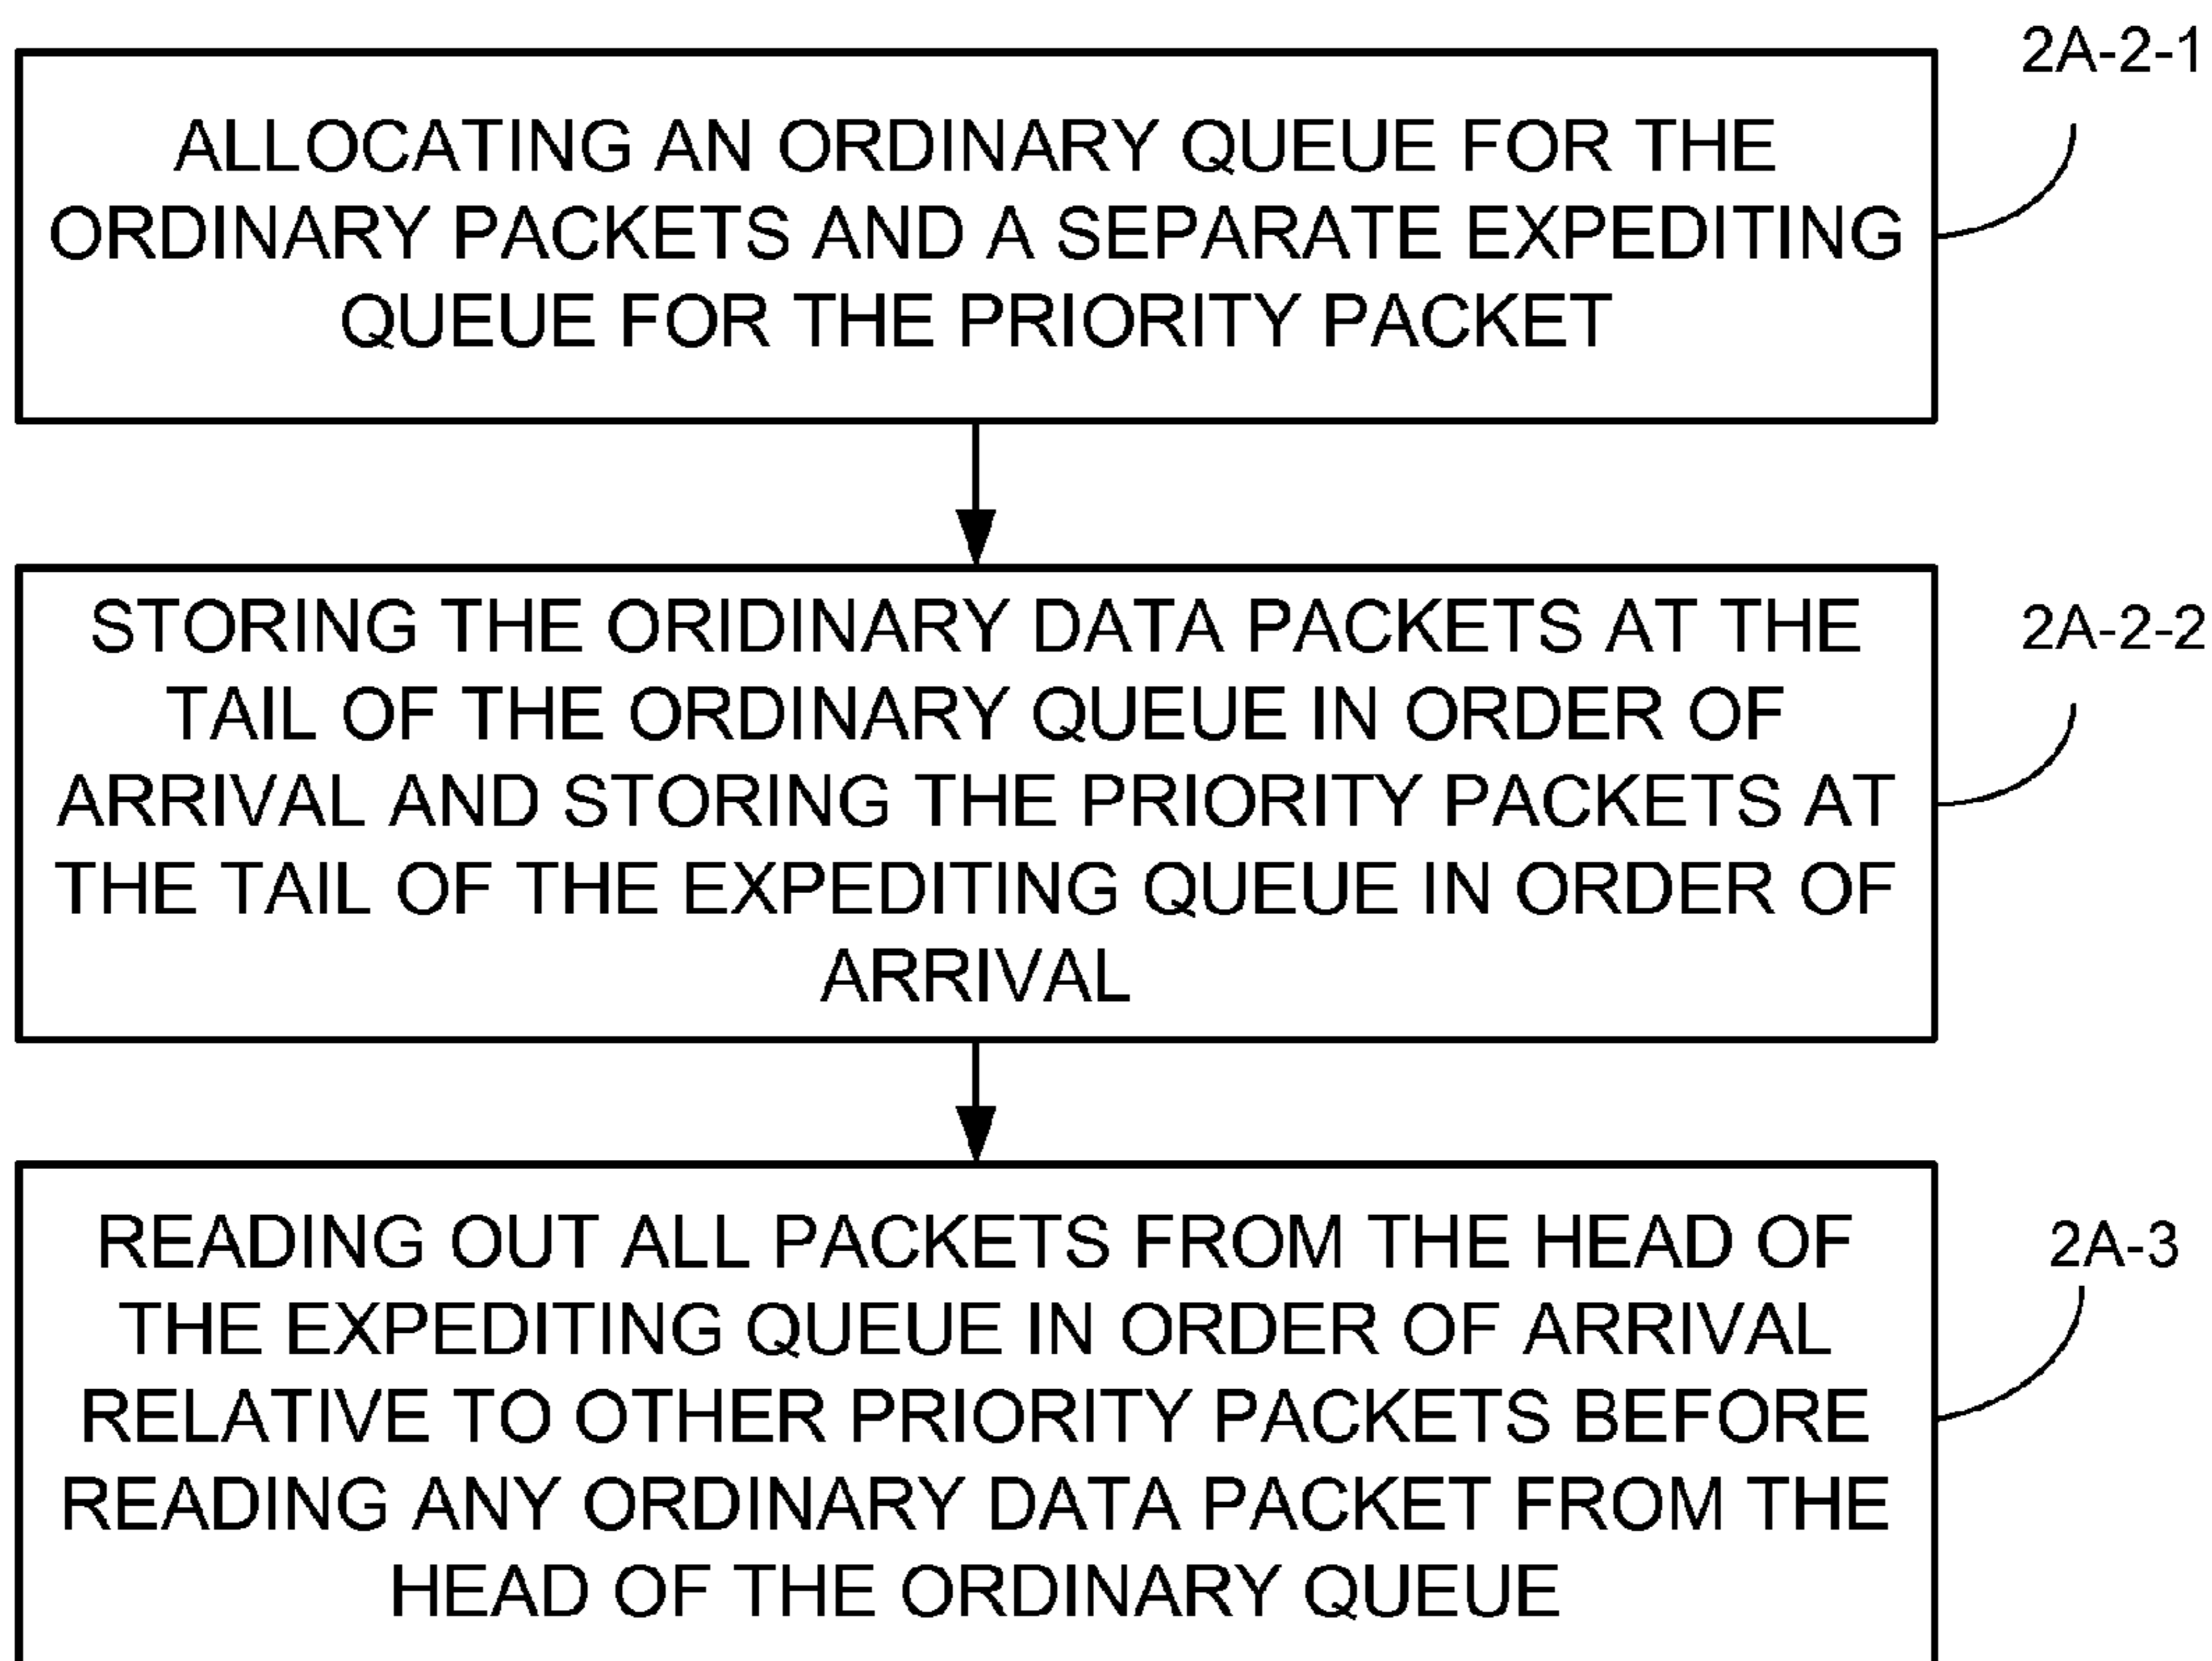 2A-2-1
ALLOCATING AN ORDINARY QUEUE FOR THE
ORDINARY PACKETS AND A SEPARATE EXPEDITING
QUEUE FOR THE PRIORITY PACKET
STORING THE ORIDINARY DATA PACKETS AT THE
2A-2-2
TAIL OF THE ORDINARY QUEUE IN ORDER OF
ARRIVAL AND STORING THE PRIORITY PACKETS AT
THE TAIL OF THE EXPEDITING QUEUE IN ORDER OF
ARRIVAL
READING OUT ALL PACKETS FROM THE HEAD OF
2A-3
THE EXPEDITING QUEUE IN ORDER OF ARRIVAL
RELATIVE TO OTHER PRIORITY PACKETS BEFORE
READING ANY ORDINARY DATA PACKET FROM THE
HEAD OF THE ORDINARY QUEUE